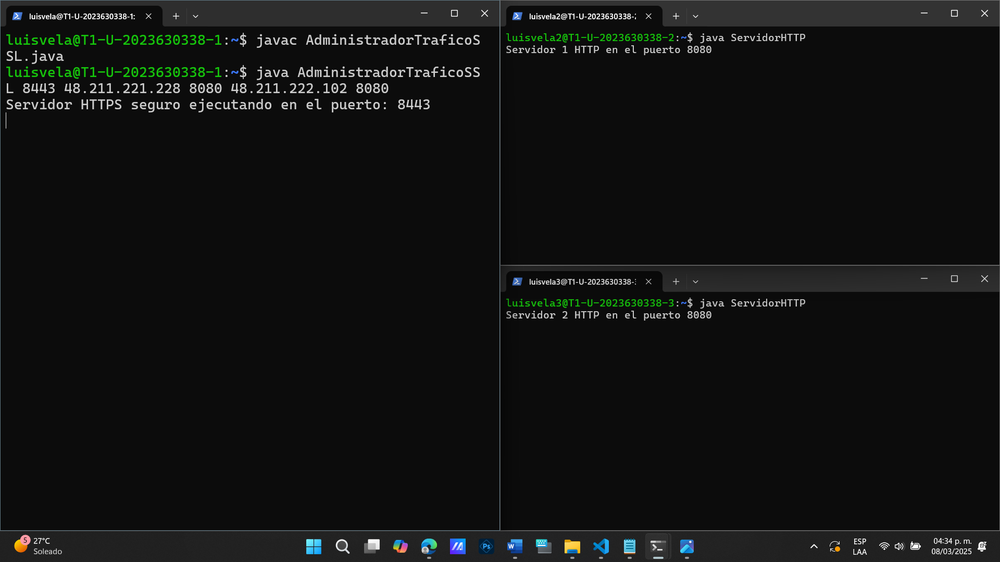 luisvela@T1-U-2023630338-1:
luisvela@T1-U-2023630338-1:~$ javac AdministradorTraficoS
SL.java
luisvela@T1-U-2023630338-1:~$ java AdministradorTraficoSS
L 8443 48.211.221.228 8080 48.211.222.102 8080
Servidor HTTPS seguro ejecutando en el puerto: 8443
luisvela2@T1-U-2023630338-2
luisvela2@T1-U-2023630338-2:~$ java ServidorHTTP
Servidor 1 HTTP en el puerto 8080
luisvela3@T1-U-2023630338-3
luisvela3@T1-U-2023630338-3:~$ java ServidorHTTP
Servidor 2 HTTP en el puerto 8080
5
27°C
Soleado
Ps
W
ESP
LAA
04:34 p. m.
08/03/2025